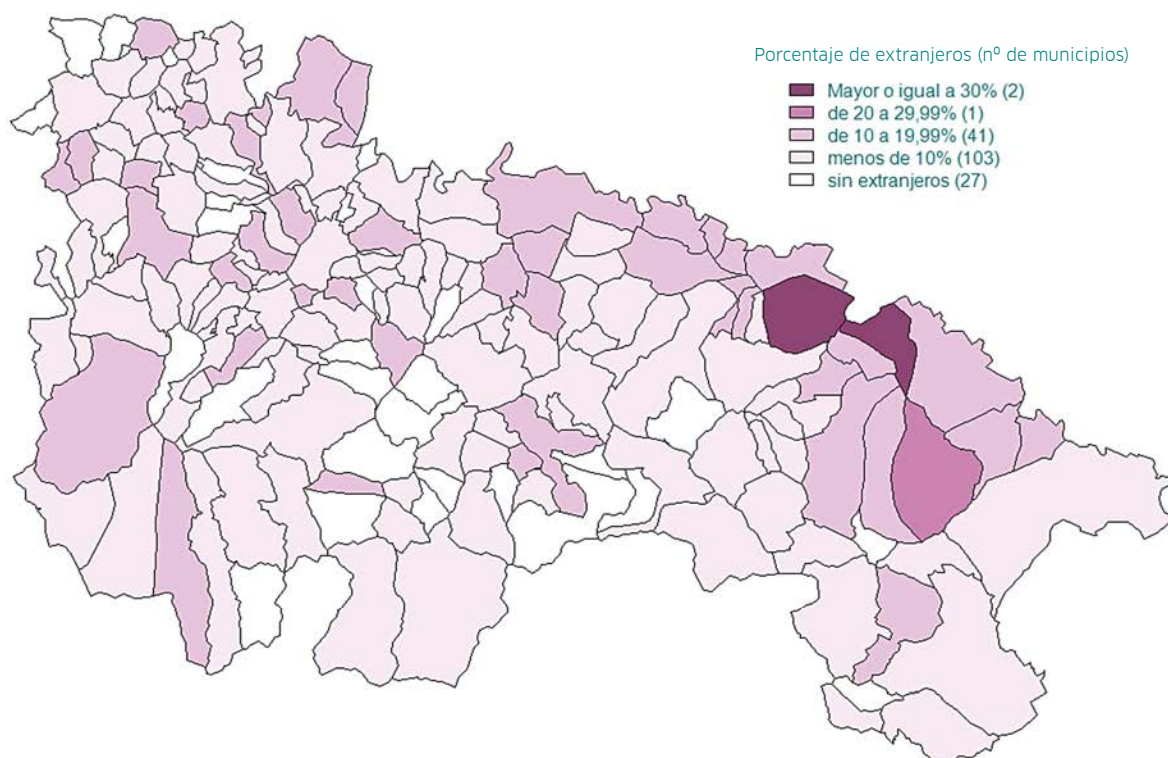 Porcentaje de extranjeros (nº de municipios)
Mayor o igual a 30% (2)
de 20 a 29,99% (1)
de 10 a 19,99% (41)
menos de 10% (103)
sin extranjeros (27)